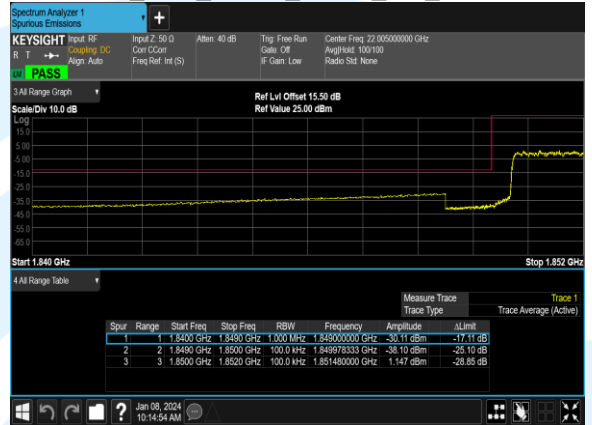 Spectrum Analyzer 1
Spurious Emissions
KEYSIGHT Input: RF Input Z: 50 Ω Atten: 40 dB Trig: Free Run Center Freq: 22.005000000 GHz
R T Coupling: DC Corr CCorr Gate: Off Avg|Hold: 100/100
Align: Auto Freq Ref: Int (S) IF Gain: Low Radio Std: None
PASS
3 All Range Graph
Ref Lvl Offset 15.50 dB
Scale/Div 10.0 dB Ref Value 25.00 dBm
Log
15.0
5.00
-5.00
-15.0
-25.0
-35.0
-45.0
-55.0
-65.0
Start 1.840 GHz Stop 1.852 GHz
4 All Range Table
Measure Trace Trace 1
Trace Type Trace Average (Active)
Spur Range Start Freq Stop Freq RBW Frequency Amplitude ΔLimit
1 1 1.8400 GHz 1.8490 GHz 1.000 MHz 1.849000000 GHz -30.11 dBm -17.11 dB
2 2 1.8490 GHz 1.8500 GHz 100.0 kHz 1.849978333 GHz -38.10 dBm -25.10 dB
3 3 1.8500 GHz 1.8520 GHz 100.0 kHz 1.851480000 GHz 1.147 dBm -28.85 dB
Jan 08, 2024
10:14:54 AM